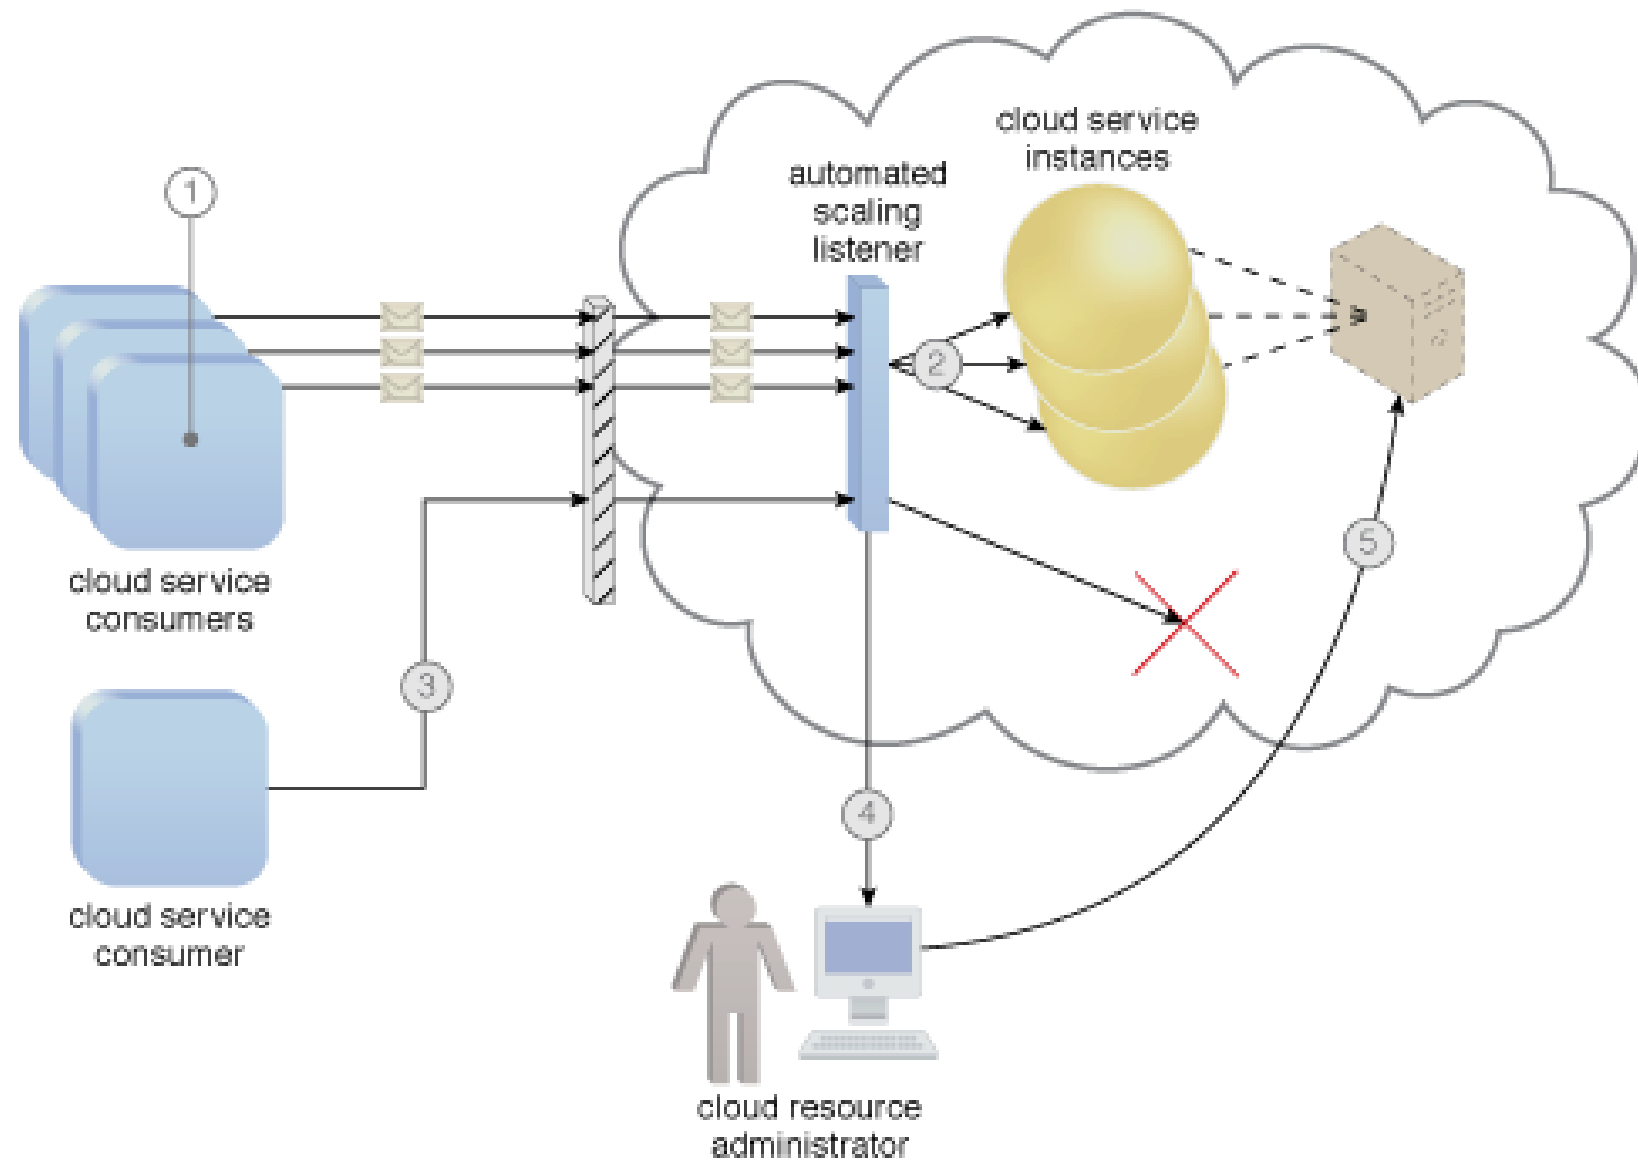 cloud service
instances
automated
scaling
listener
1
2
cloud service
consumers
3
5
4
cloud service
consumer
cloud resource
administrator